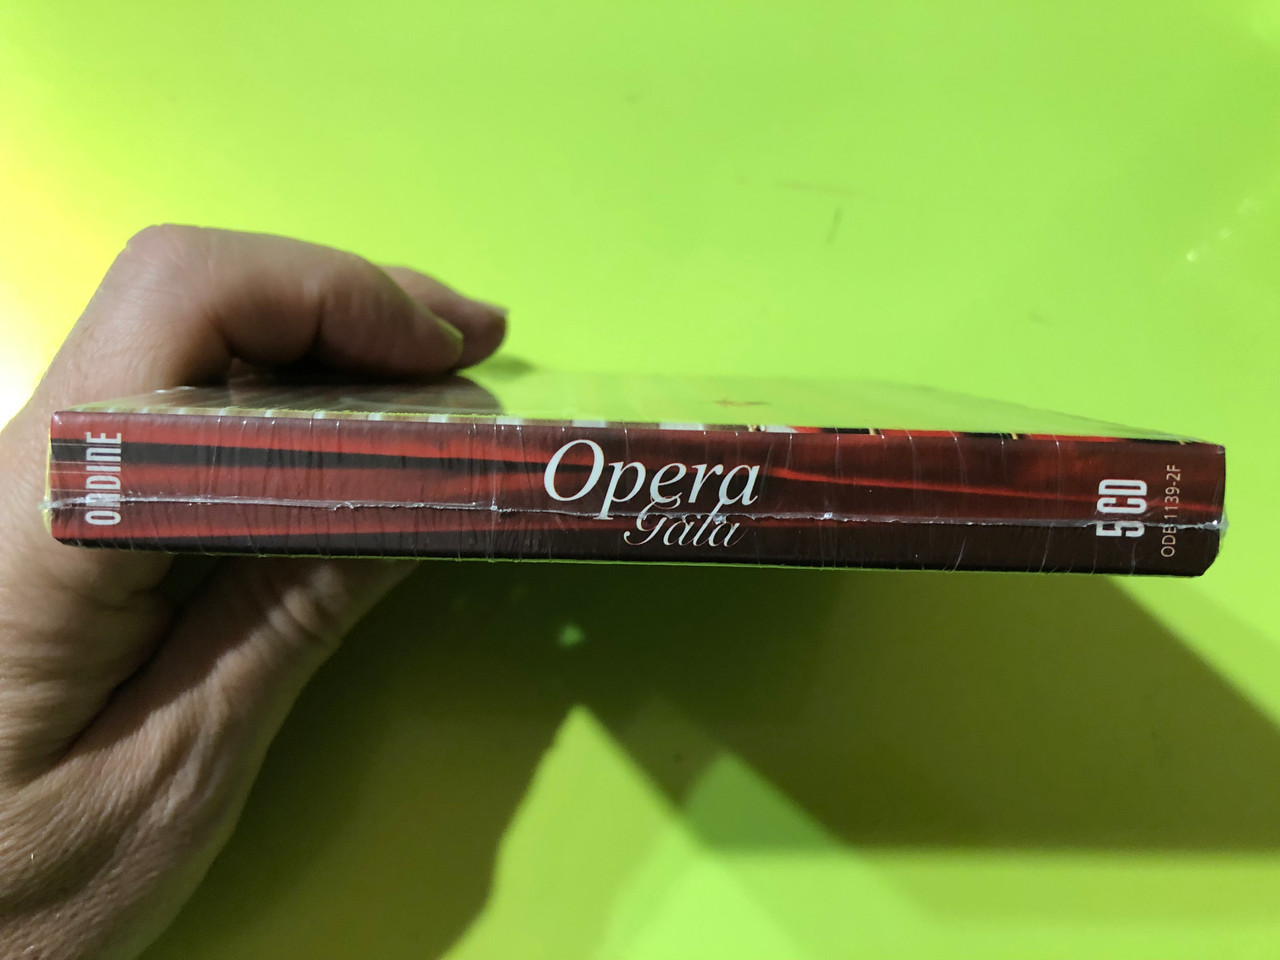 ONDINE
Opera
Gala
5 CD
ODE 1139-2F